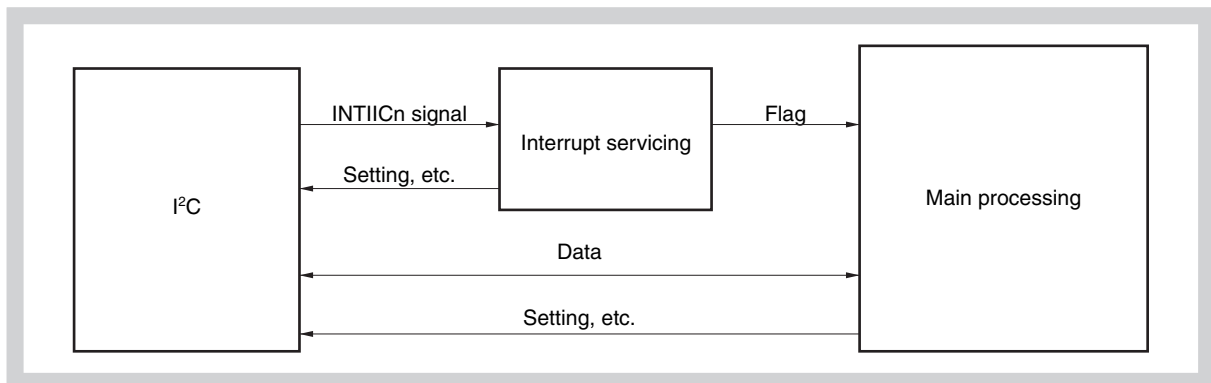 INTIICn signal
Flag
Interrupt servicing
Setting, etc.
I²C
Main processing
Data
Setting, etc.